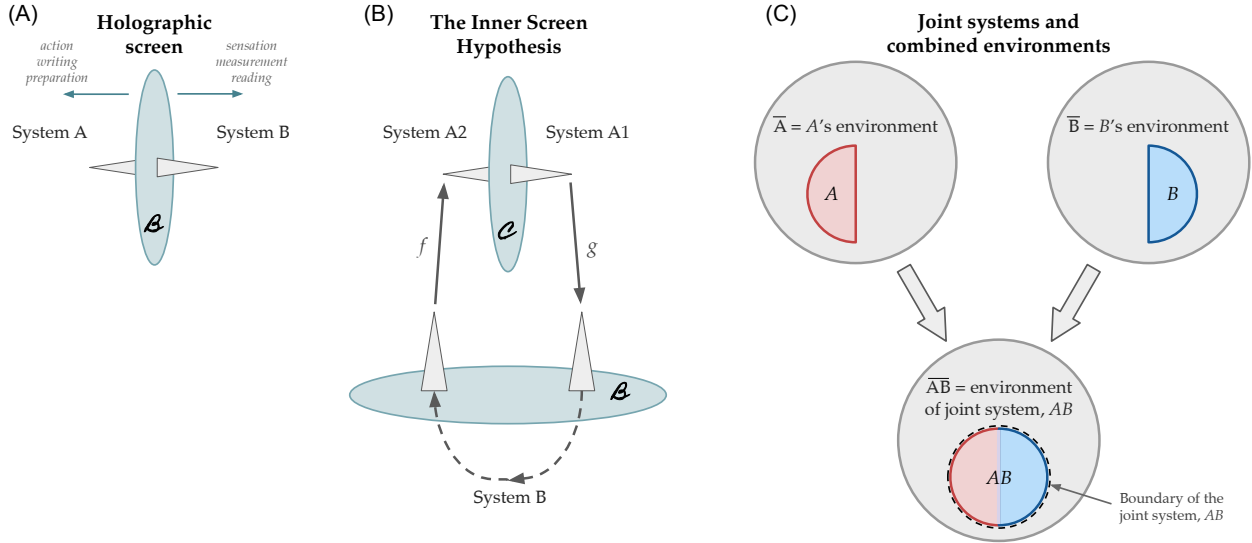 (A)
Holographic
screen
action
writing
preparation
sensation
measurement
reading
System A
System B
ℬ
(B)
The Inner Screen
Hypothesis
System A2
System A1
𝒞
f
g
ℬ
System B
(C)
Joint systems and
combined environments
A̅ = A's environment
A
B̅ = B's environment
B
A̅B̅ = environment
of joint system, AB
AB
Boundary of the
joint system, AB